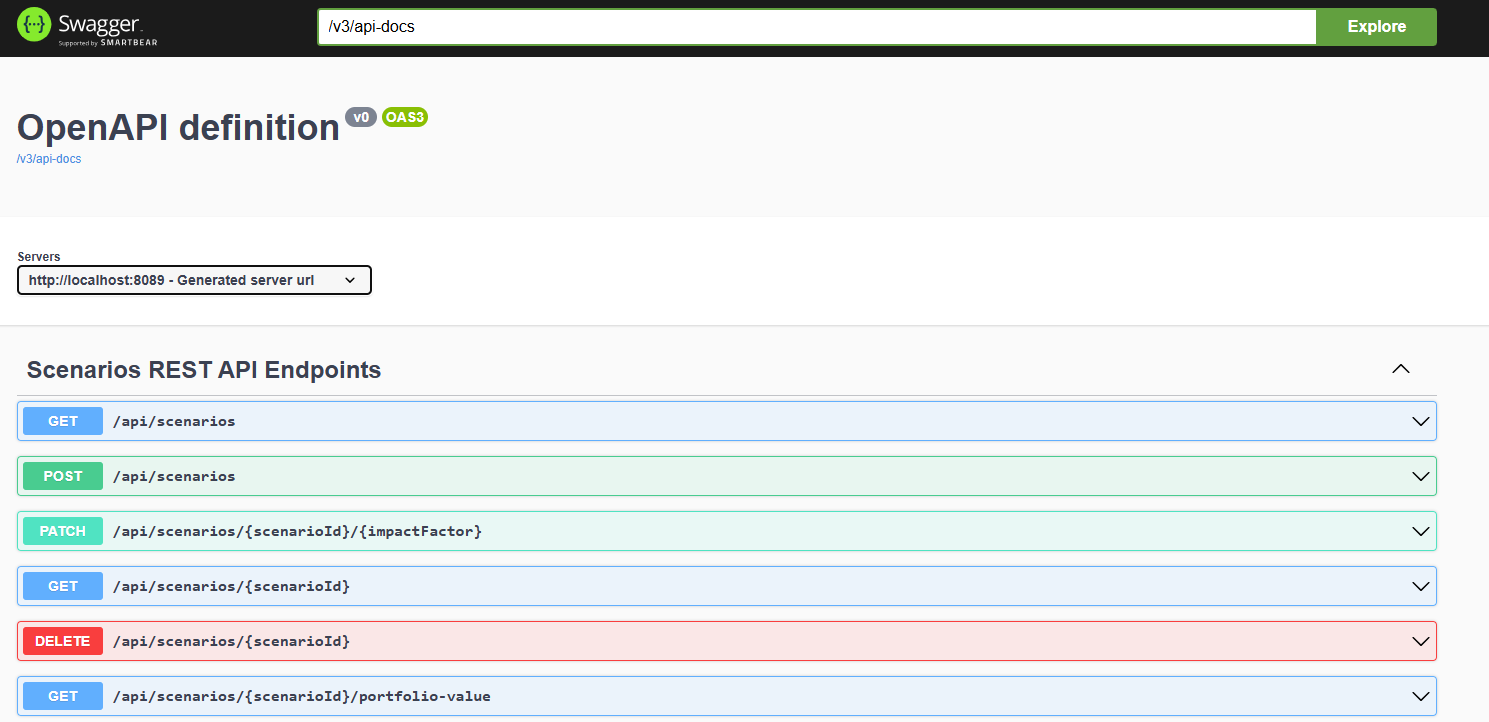 Swagger.
Supported by SMARTBEAR
/v3/api-docs
Explore
OpenAPI definition v0 OAS3
/v3/api-docs
Servers
http://localhost:8089 - Generated server url
Scenarios REST API Endpoints
GET /api/scenarios
POST /api/scenarios
PATCH /api/scenarios/{scenarioId}/{impactFactor}
GET /api/scenarios/{scenarioId}
DELETE /api/scenarios/{scenarioId}
GET /api/scenarios/{scenarioId}/portfolio-value